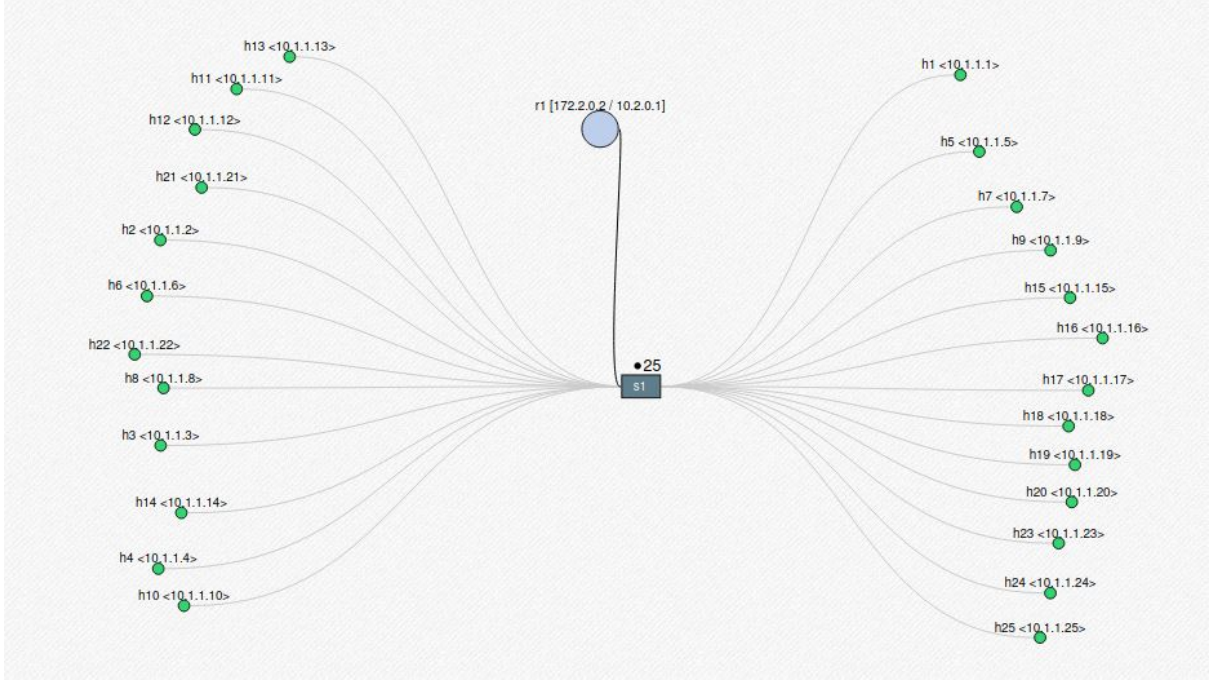 h13 <10.1.1.13>
h11 <10.1.1.11>
h12 <10.1.1.12>
h21 <10.1.1.21>
h2 <10.1.1.2>
h6 <10.1.1.6>
h22 <10.1.1.22>
h8 <10.1.1.8>
h3 <10.1.1.3>
h14 <10.1.1.14>
h4 <10.1.1.4>
h10 <10.1.1.10>
r1 [172.2.0.2 / 10.2.0.1]
•25
s1
h1 <10.1.1.1>
h5 <10.1.1.5>
h7 <10.1.1.7>
h9 <10.1.1.9>
h15 <10.1.1.15>
h16 <10.1.1.16>
h17 <10.1.1.17>
h18 <10.1.1.18>
h19 <10.1.1.19>
h20 <10.1.1.20>
h23 <10.1.1.23>
h24 <10.1.1.24>
h25 <10.1.1.25>